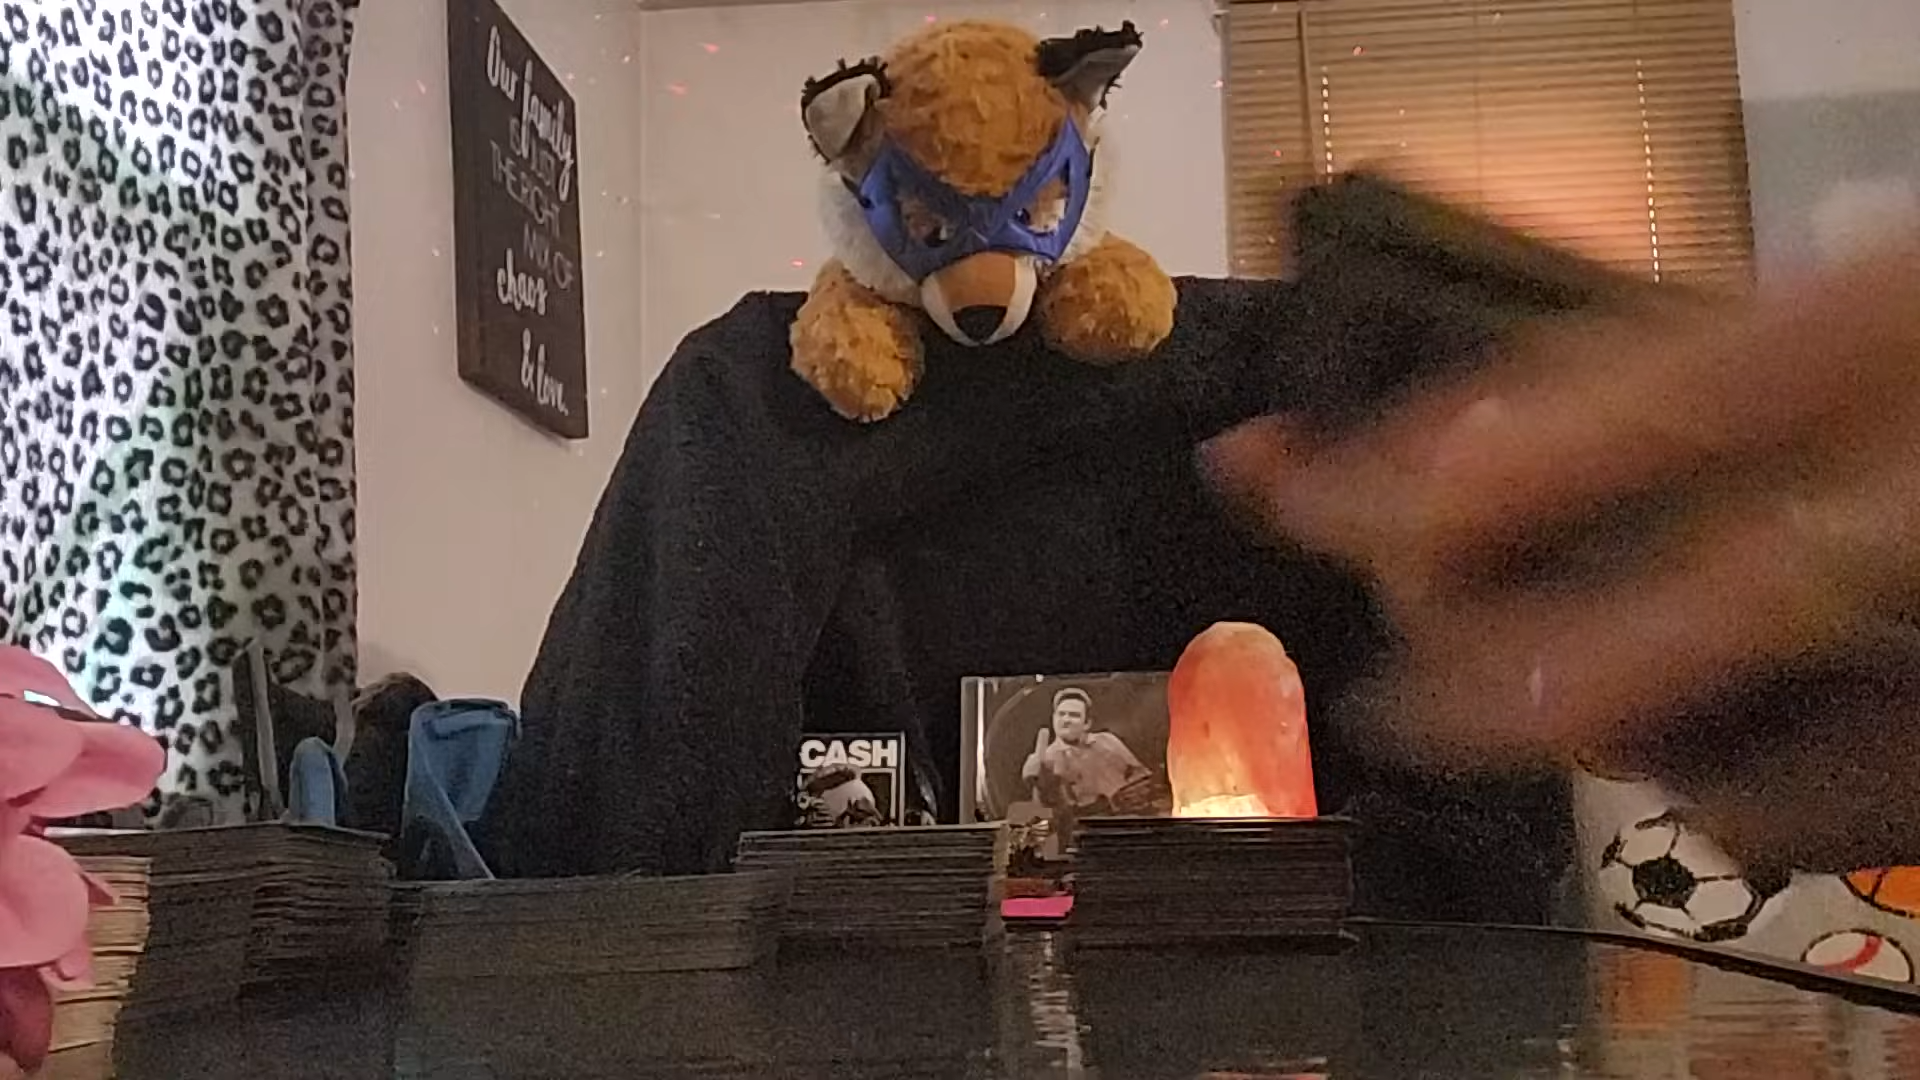 Our family
IS JUST
THE RIGHT
MIX OF
chaos
& love.
CASH